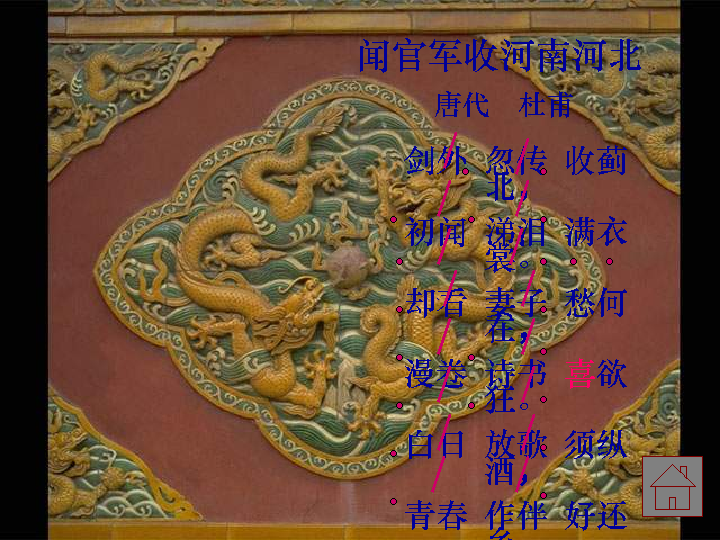 闻官军收河南河北
唐代 杜甫
剑外 忽传 收蓟
北，
初闻 涕泪 满衣
裳。
却看 妻子 愁何
在，
漫卷 诗书 喜欲
狂。
白日 放歌 须纵
酒，
青春 作伴 好还